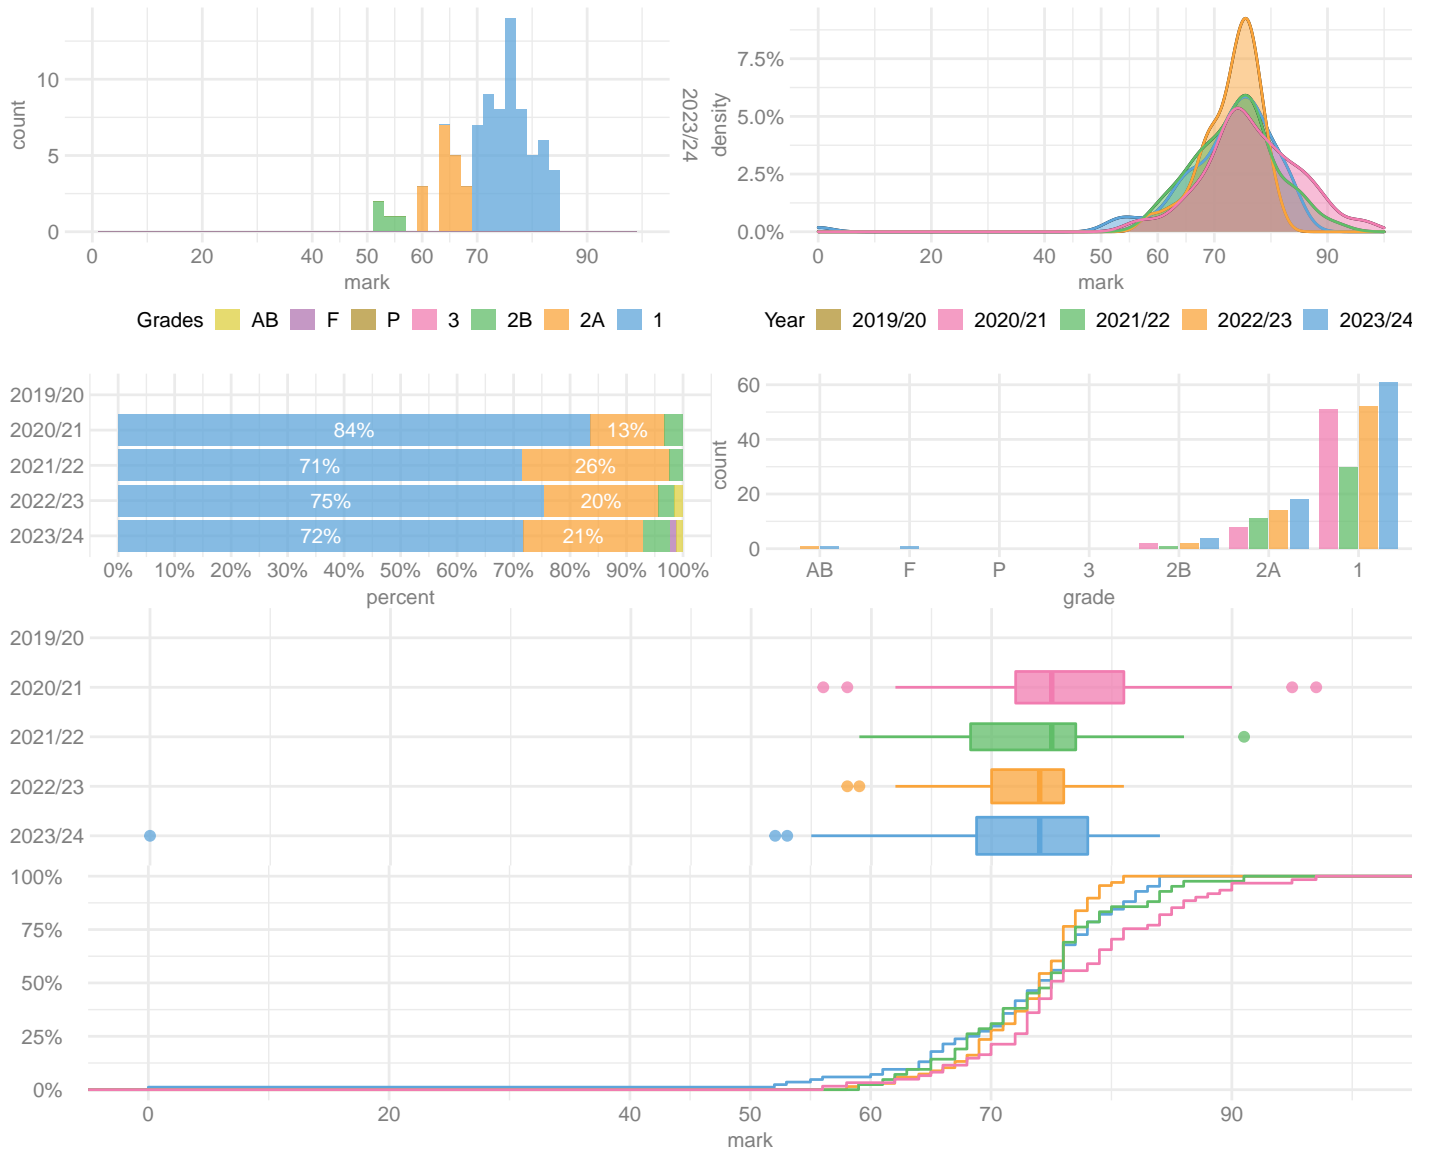 10
5
0
count
0 20 40 50 60 70 90
mark
2023/24
7.5%
5.0%
2.5%
0.0%
density
0 20 40 50 60 70 90
mark
Grades AB F P 3 2B 2A 1
Year 2019/20 2020/21 2021/22 2022/23 2023/24
2019/20
2020/21 84% 13%
2021/22 71% 26%
2022/23 75% 20%
2023/24 72% 21%
0% 10% 20% 30% 40% 50% 60% 70% 80% 90% 100%
percent
60
40
20
0
count
AB F P 3 2B 2A 1
grade
2019/20
2020/21
2021/22
2022/23
2023/24
100%
75%
50%
25%
0%
0 20 40 50 60 70 90
mark